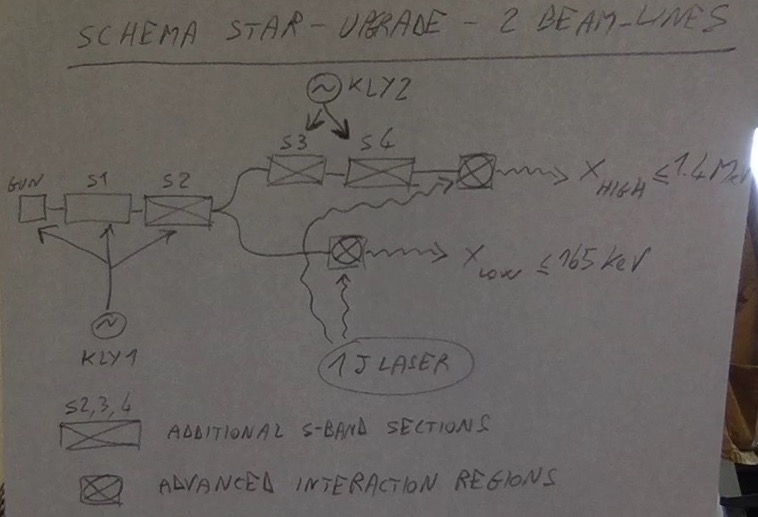 SCHEMA STAR-UPGRADE - 2 BEAM-LINES
KLY2
S3 S4
GUN S1 S2
X HIGH ≤ 1.4 MeV
X LOW ≤ 165 keV
KLY1
1 J LASER
S2,3,4
ADDITIONAL S-BAND SECTIONS
ADVANCED INTERACTION REGIONS